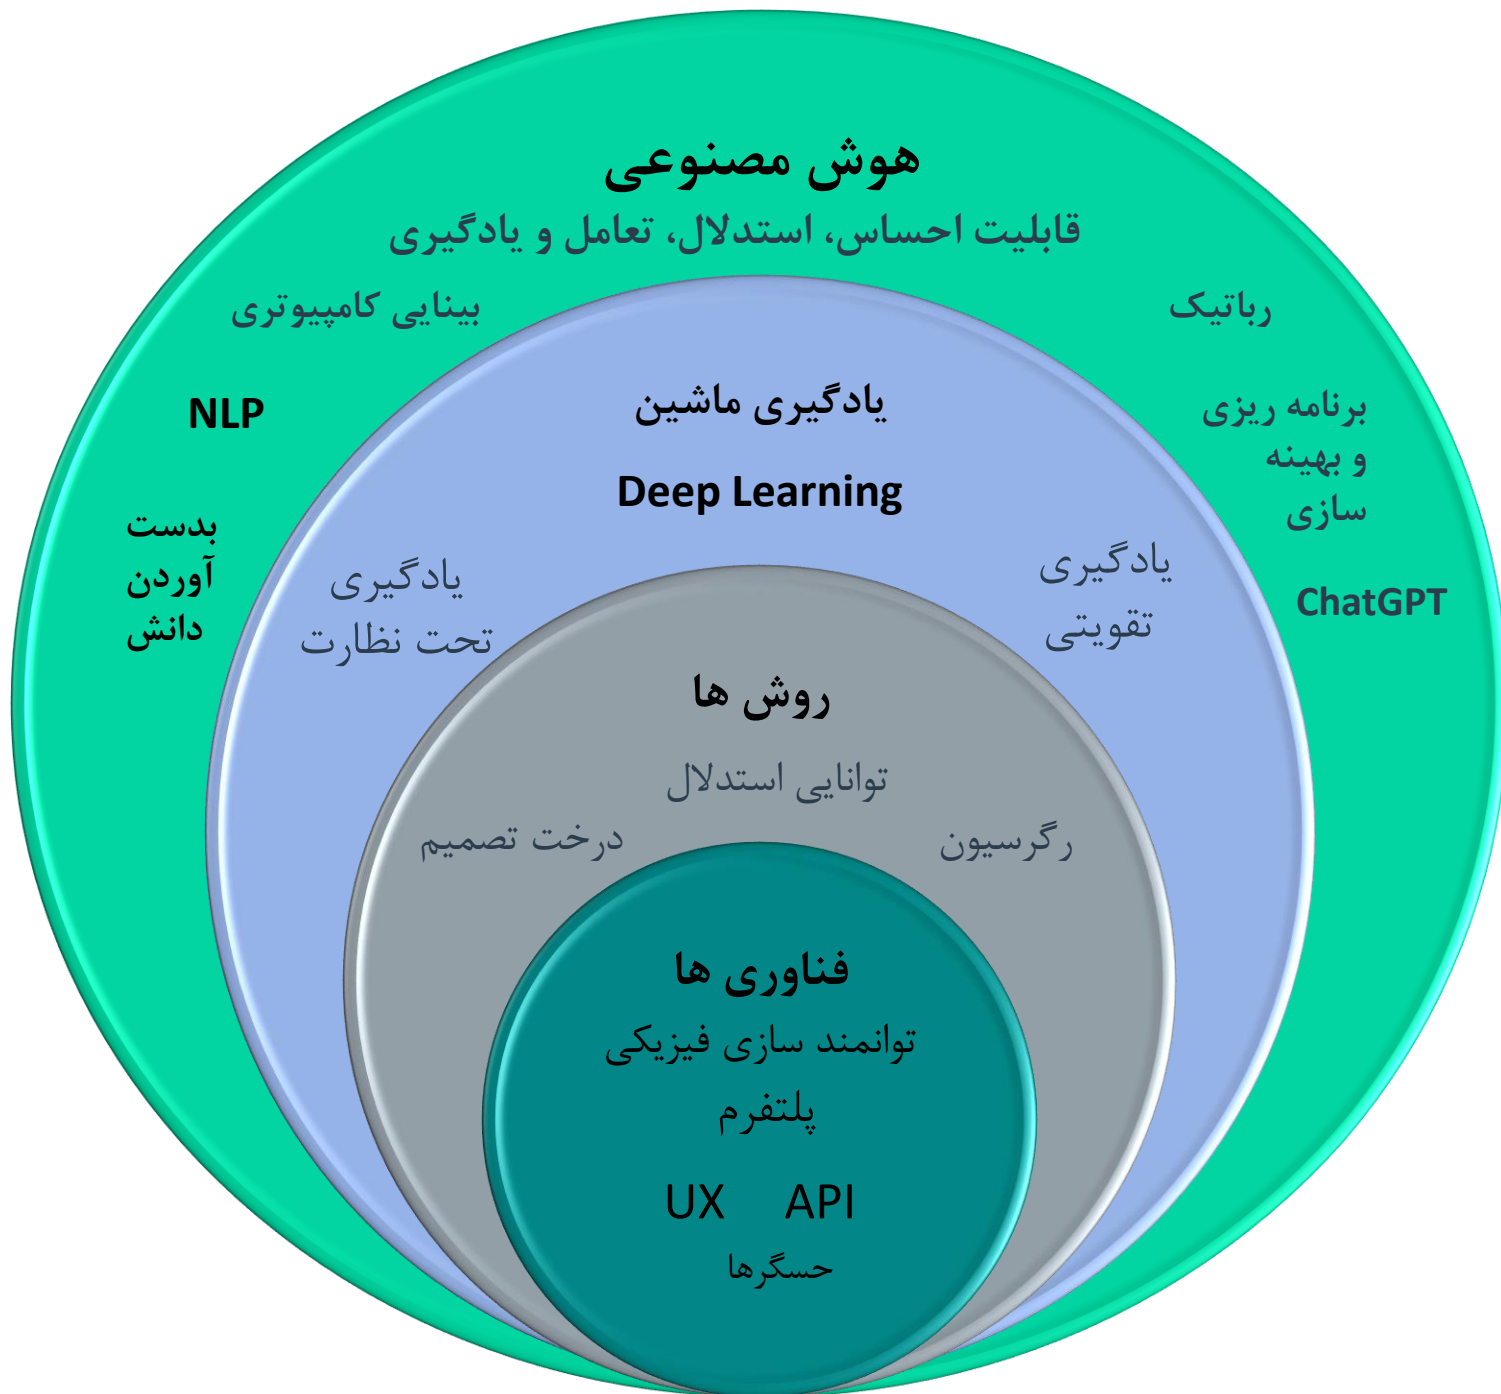 هوش مصنوعی
قابلیت احساس، استدلال، تعامل و یادگیری
رباتیک
بینایی کامپیوتری
برنامه ریزی
و بهینه
سازی
NLP
ChatGPT
بدست
آوردن
دانش
یادگیری ماشین
Deep Learning
یادگیری
تقویتی
یادگیری
تحت نظارت
روش ها
توانایی استدلال
رگرسیون
درخت تصمیم
فناوری ها
توانمند سازی فیزیکی
پلتفرم
UX API
حسگرها